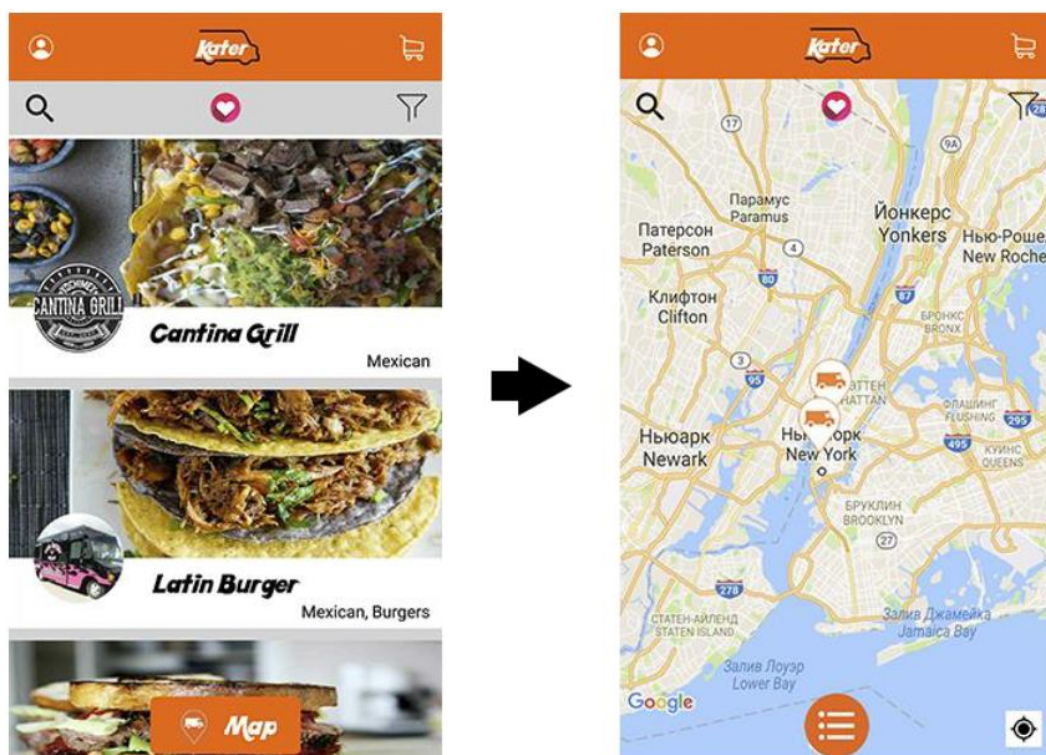 Kater
CANTINA GRILL
Cantina Grill
Mexican
Latin Burger
Mexican, Burgers
Map
Kater
17
9A
Парамус
Paramus
Йонкерс
Yonkers
Патерсон
Paterson
Нью-Роше
New Roche
4
80
87
Клифтон
Clifton
БРОНКС
BRONX
3
95
ЭТТЕН
HATTAN
ФЛАШИНГ
FLUSHING
295
Ньюарк
Newark
New York
495
КУИНС
QUEENS
БРУКЛИН
BROOKLYN
27
278
СТАТЕН-АЙЛЕНД
STATEN ISLAND
Залив Джамейка
Jamaica Bay
Залив Лоуэр
Lower Bay
Google